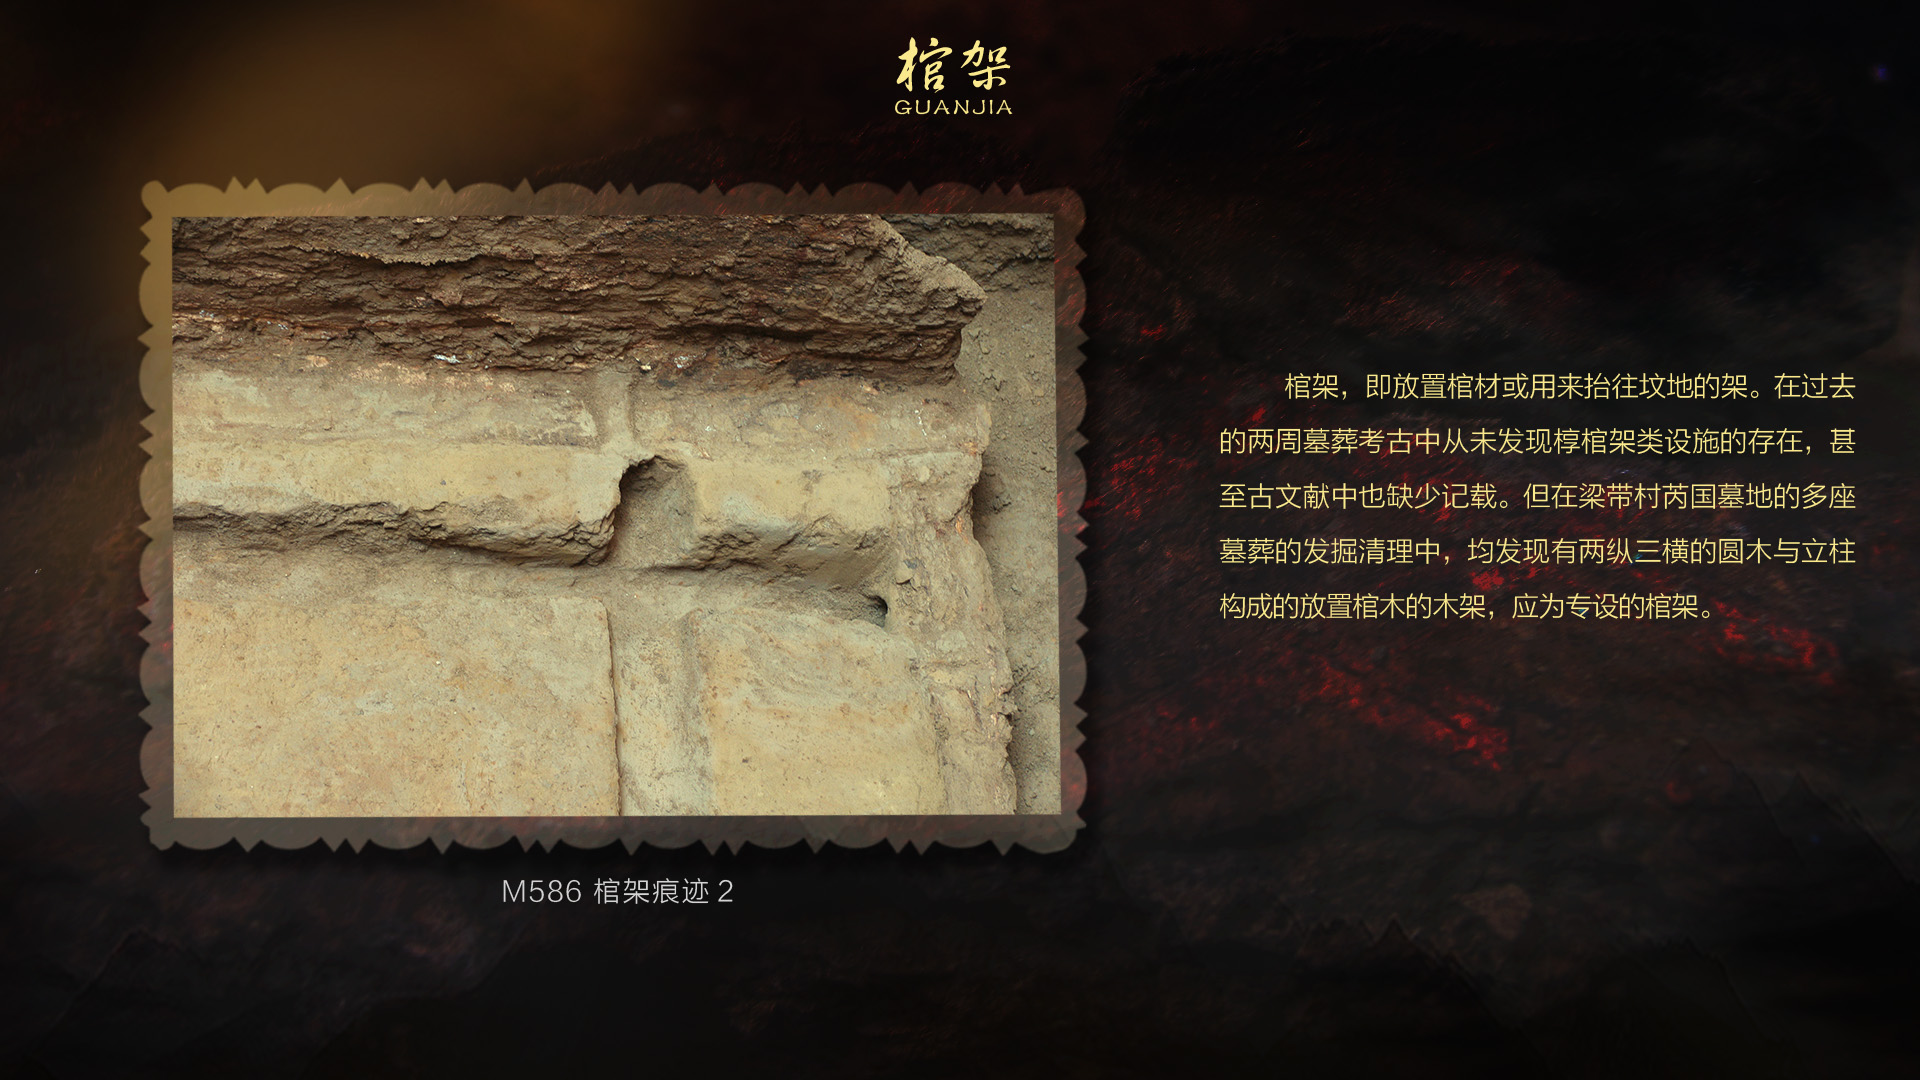 棺架
GUANJIA
棺架，即放置棺材或用来抬往坟地的架。在过去
的两周墓葬考古中从未发现椁棺架类设施的存在，甚
至古文献中也缺少记载。但在梁带村芮国墓地的多座
墓葬的发掘清理中，均发现有两纵三横的圆木与立柱
构成的放置棺木的木架，应为专设的棺架。
M586 棺架痕迹 2